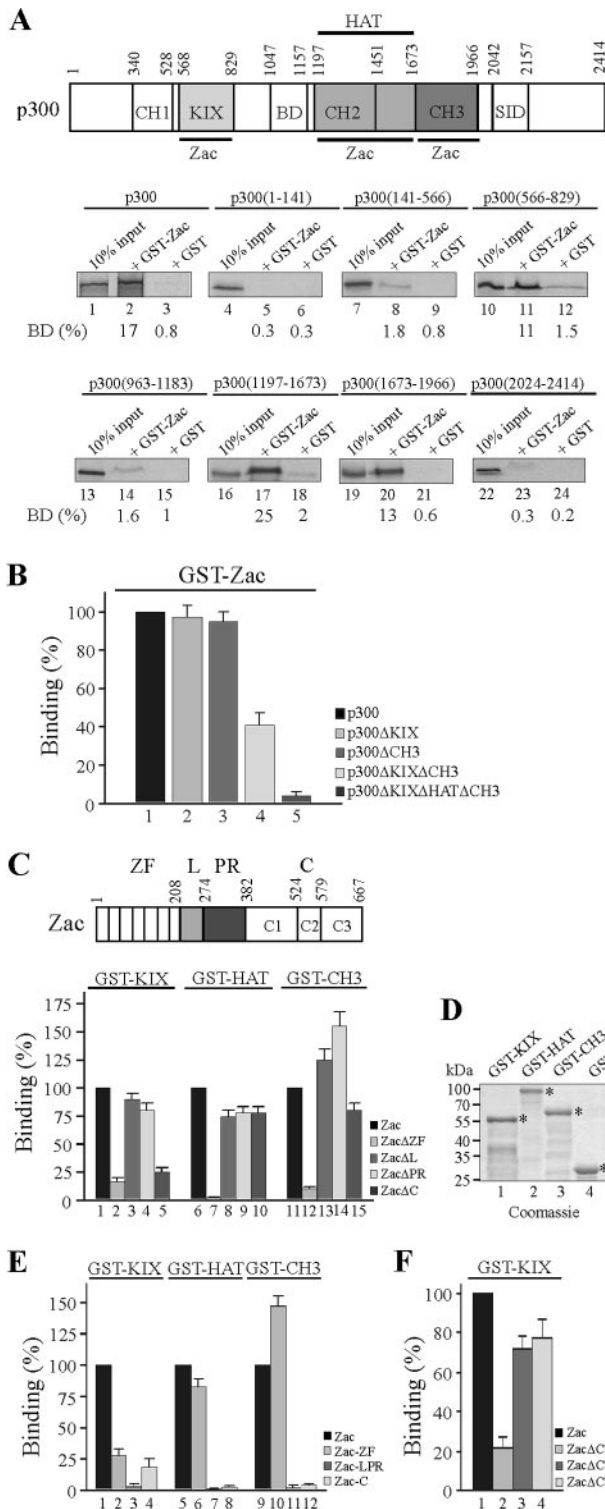 A
HAT
1 340 528 568 829 1047 1157 1197 1451 1673 1966 2042 2157 2414
p300 CH1 KIX BD CH2 CH3 SID
Zac Zac Zac
p300 p300(1-141) p300(141-566) p300(566-829)
10% input + GST-Zac + GST 10% input + GST-Zac + GST 10% input + GST-Zac + GST 10% input + GST-Zac + GST
1 2 3 4 5 6 7 8 9 10 11 12
BD (%) 17 0.8 0.3 0.3 1.8 0.8 11 1.5
p300(963-1183) p300(1197-1673) p300(1673-1966) p300(2024-2414)
10% input + GST-Zac + GST 10% input + GST-Zac + GST 10% input + GST-Zac + GST 10% input + GST-Zac + GST
13 14 15 16 17 18 19 20 21 22 23 24
BD (%) 1.6 1 25 2 13 0.6 0.3 0.2
B
GST-Zac
Binding (%)
100
80
60
40
20
0
1 2 3 4 5
p300
p300ΔKIX
p300ΔCH3
p300ΔKIXΔCH3
p300ΔKIXΔHATΔCH3
C
ZF L PR C
1 208 274 382 524 579 667
Zac C1 C2 C3
GST-KIX GST-HAT GST-CH3
Binding (%)
175
150
125
100
75
50
25
0
1 2 3 4 5 6 7 8 9 10 11 12 13 14 15
Zac
ZacΔZF
ZacΔL
ZacΔPR
ZacΔC
D
GST-KIX GST-HAT GST-CH3 GS
kDa
100
70
55
35
40
25
* * * *
1 2 3 4
Coomassie
E
GST-KIX GST-HAT GST-CH3
Binding (%)
150
125
100
75
50
25
0
1 2 3 4 5 6 7 8 9 10 11 12
Zac
Zac-ZF
Zac-LPR
Zac-C
F
GST-KIX
Binding (%)
100
80
60
40
20
0
1 2 3 4
Zac
ZacΔC
ZacΔC
ZacΔC